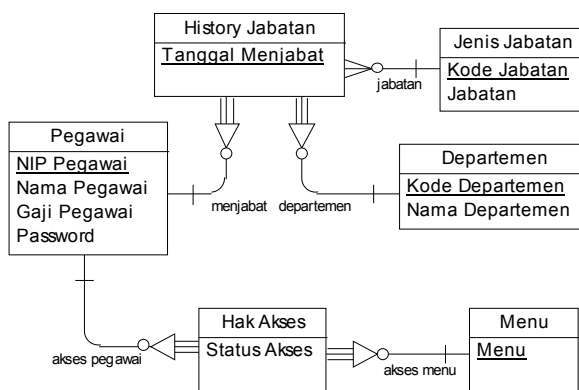 History Jabatan
Tanggal Menjabat
Jenis Jabatan
Kode Jabatan
Jabatan
jabatan
Pegawai
NIP Pegawai
Nama Pegawai
Gaji Pegawai
Password
menjabat
departemen
Departemen
Kode Departemen
Nama Departemen
akses pegawai
Hak Akses
Status Akses
akses menu
Menu
Menu